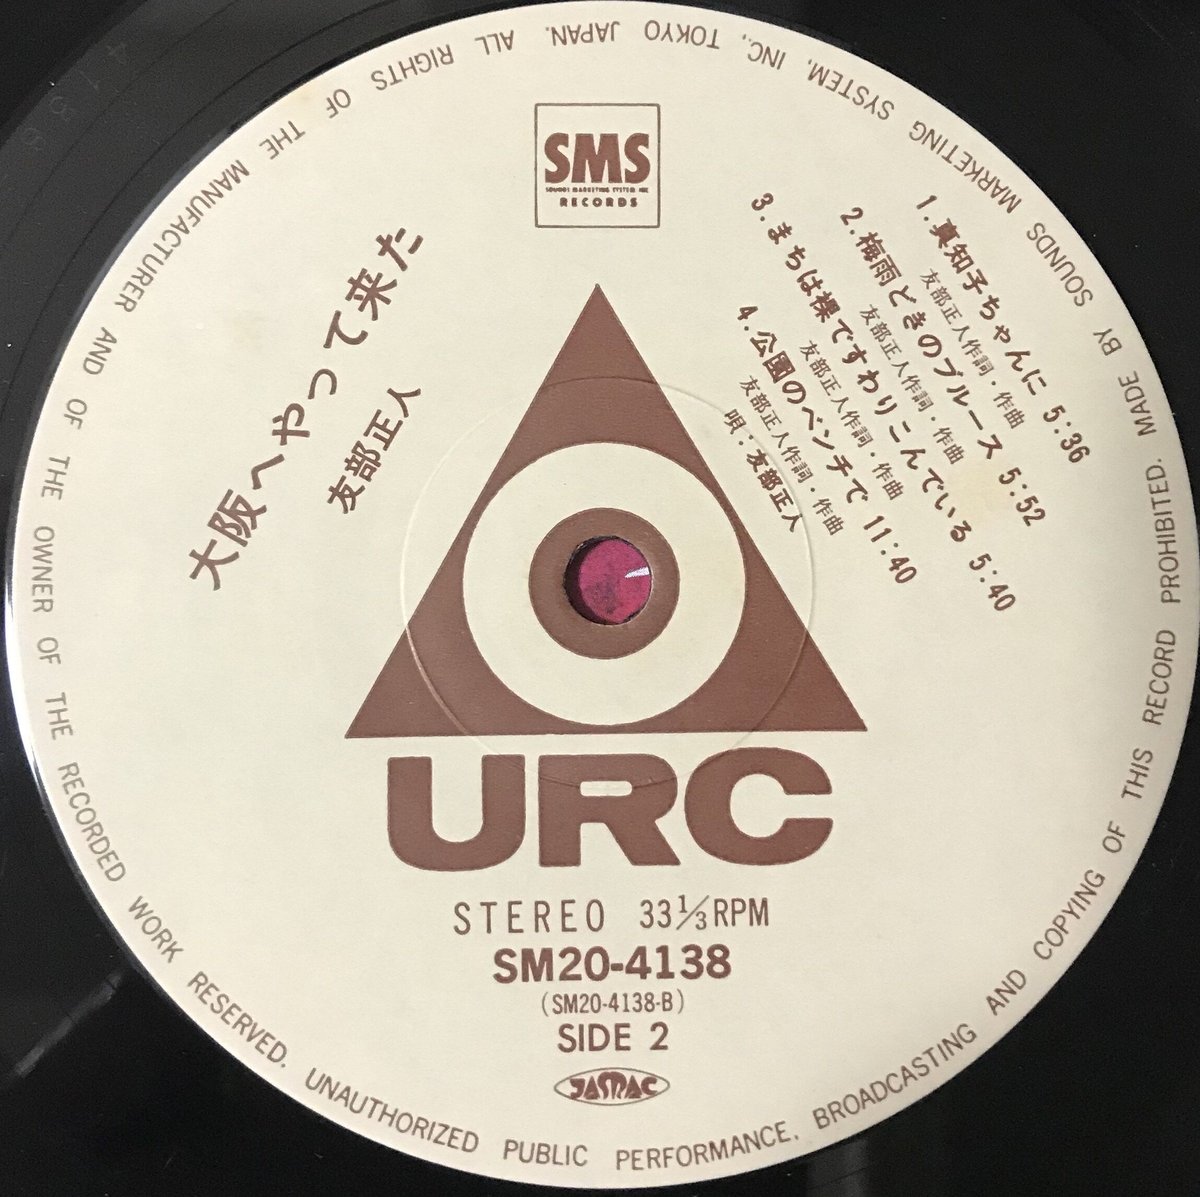 SMS
SOUNDS MARKETING SYSTEM INC
RECORDS
大阪へやって来た
友部正人
1. 真知子ちゃんに 5:36
友部正人作詞・作曲
2. 梅雨どきのブルース 5:52
友部正人作詞・作曲
3. まちは裸ですわりこんでいる 5:40
友部正人作詞・作曲
4. 公園のベンチで 11:40
友部正人作詞・作曲
唄:友部正人
URC
STEREO 33⅓RPM
SM20-4138
(SM20-4138-B)
SIDE 2
JASRAC
MADE BY SOUNDS MARKETING SYSTEM, INC., TOKYO JAPAN. ALL RIGHTS OF THE MANUFACTURER AND OF THE OWNER OF THE RECORDED WORK RESERVED. UNAUTHORIZED PUBLIC PERFORMANCE, BROADCASTING AND COPYING OF THIS RECORD PROHIBITED.